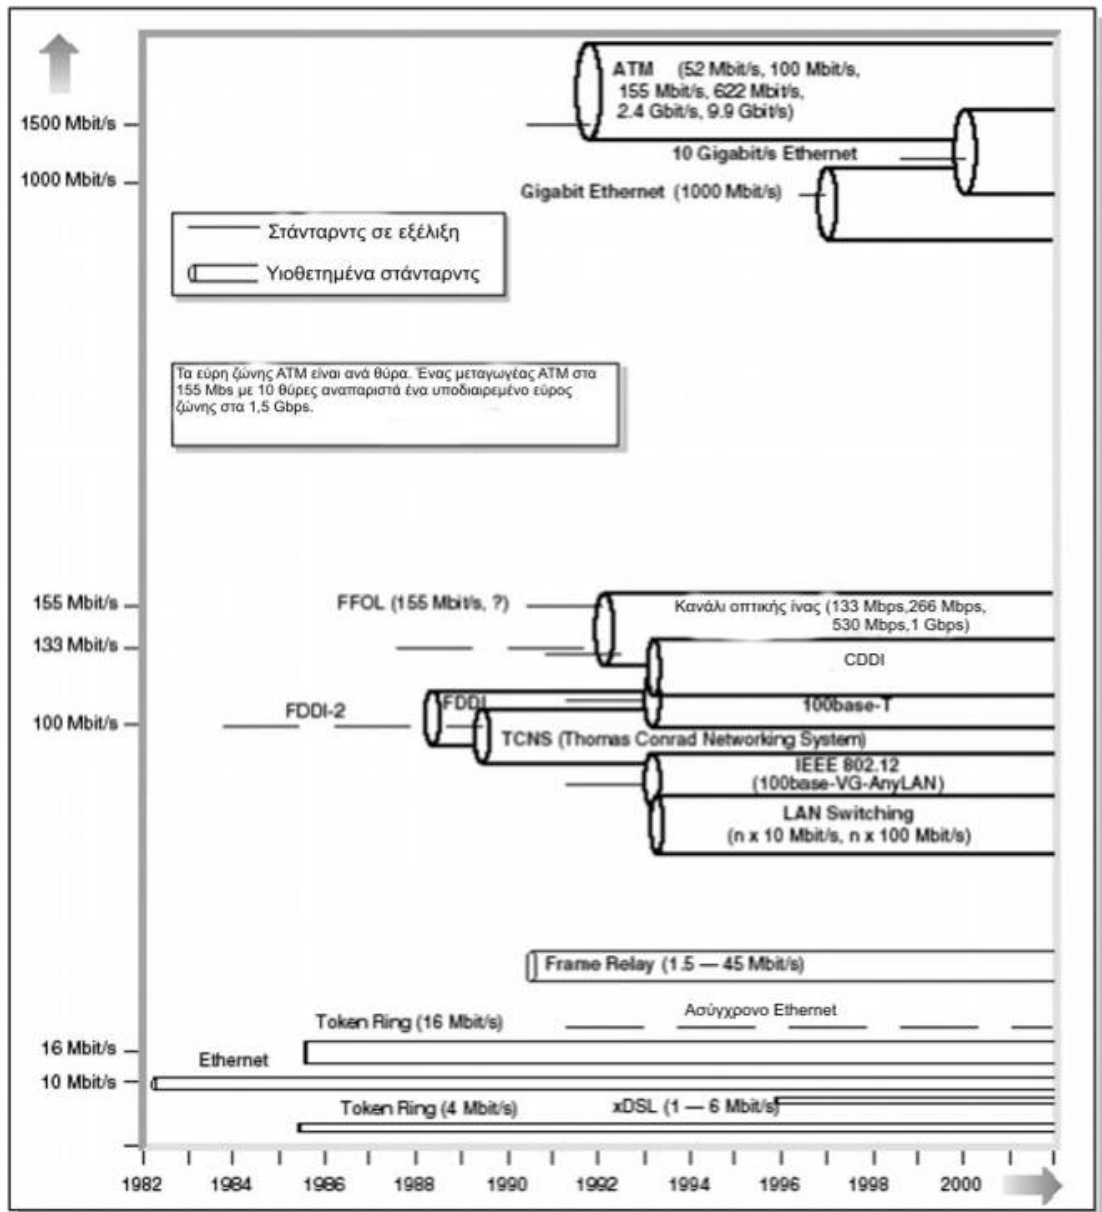 ATM (52 Mbit/s, 100 Mbit/s,
155 Mbit/s, 622 Mbit/s,
2.4 Gbit/s, 9.9 Gbit/s)
1500 Mbit/s
10 Gigabit/s Ethernet
1000 Mbit/s
Gigabit Ethernet (1000 Mbit/s)
Στάνταρντς σε εξέλιξη
Υιοθετημένα στάνταρντς
Τα εύρη ζώνης ATM είναι ανά θύρα. Ένας μεταγωγέας ATM στα
155 Mbs με 10 θύρες αναπαριστά ένα υποδιαιρεμένο εύρος
ζώνης στα 1,5 Gbps.
155 Mbit/s
FFOL (155 Mbit/s, ?)
Κανάλι οπτικής ίνας (133 Mbps,266 Mbps,
530 Mbps,1 Gbps)
133 Mbit/s
CDDI
FDDI
100base-T
FDDI-2
100 Mbit/s
TCNS (Thomas Conrad Networking System)
IEEE 802.12
(100base-VG-AnyLAN)
LAN Switching
(n x 10 Mbit/s, n x 100 Mbit/s)
Frame Relay (1.5 — 45 Mbit/s)
Ασύγχρονο Ethernet
Token Ring (16 Mbit/s)
16 Mbit/s
Ethernet
10 Mbit/s
Token Ring (4 Mbit/s)
xDSL (1 — 6 Mbit/s)
1982 1984 1986 1988 1990 1992 1994 1996 1998 2000